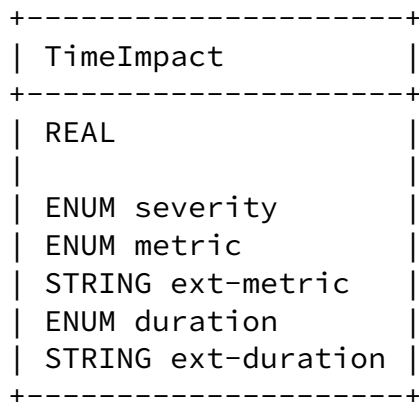 +---------------------+
| TimeImpact          |
+---------------------+
| REAL                |
|                     |
| ENUM severity       |
| ENUM metric         |
| STRING ext-metric   |
| ENUM duration       |
| STRING ext-duration |
+---------------------+